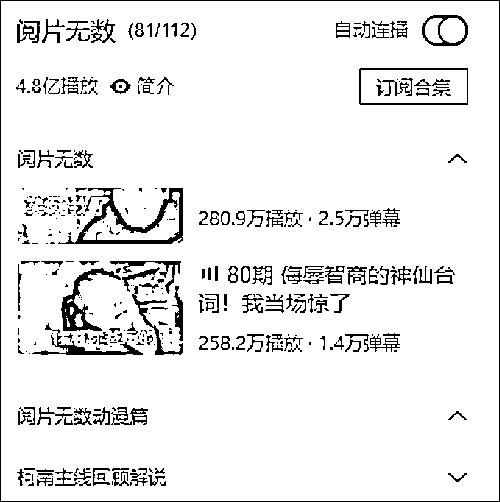 阅片无数 (81/112)
自动连播
4.8亿播放 简介
订阅合集
阅片无数
280.9万播放 · 2.5万弹幕
80期 侮辱智商的神仙台
词！我当场惊了
258.2万播放 · 1.4万弹幕
阅片无数动漫篇
柯南主线回顾解说